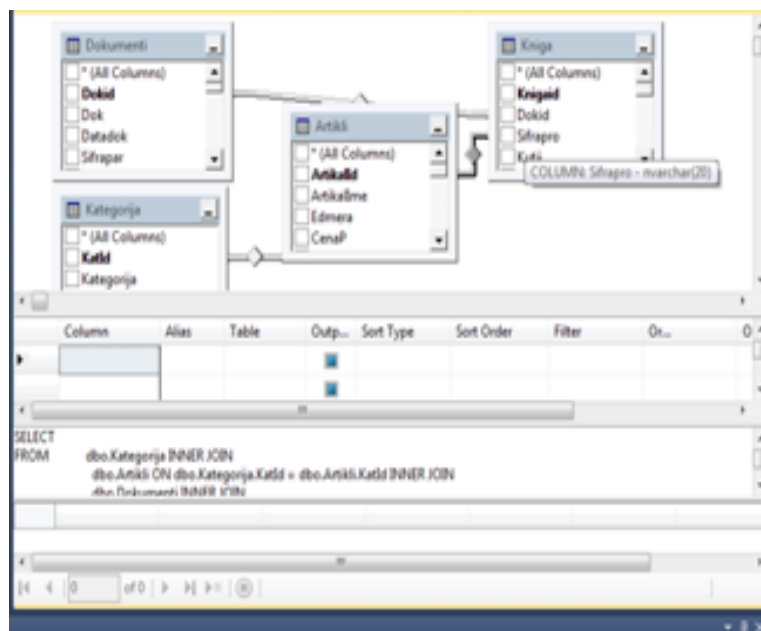 Dokumenti
* (All Columns)
Dokid
Dok
Datadok
Sifrapar
Kniga
* (All Columns)
Knigaid
Dokid
Sifrapro
COLUMN: Sifrapro - nvarchar(20)
Artikli
* (All Columns)
ArtikalId
ArtikalIme
Edmera
CenaP
Kategorija
* (All Columns)
KatId
Kategorija
Column Alias Table Outp... Sort Type Sort Order Filter Or... O
SELECT
FROM dbo.Kategorija INNER JOIN
dbo.Artikli ON dbo.Kategorija.KatId = dbo.Artikli.KatId INNER JOIN
dbo.Dokumenti INNER JOIN
0 of 0